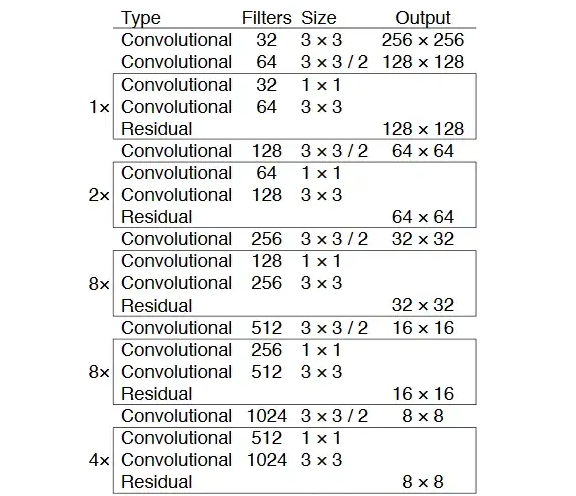 Type Filters Size Output
Convolutional 32 3 × 3 256 × 256
Convolutional 64 3 × 3 / 2 128 × 128
Convolutional 32 1 × 1
1× Convolutional 64 3 × 3
Residual 128 × 128
Convolutional 128 3 × 3 / 2 64 × 64
Convolutional 64 1 × 1
2× Convolutional 128 3 × 3
Residual 64 × 64
Convolutional 256 3 × 3 / 2 32 × 32
Convolutional 128 1 × 1
8× Convolutional 256 3 × 3
Residual 32 × 32
Convolutional 512 3 × 3 / 2 16 × 16
Convolutional 256 1 × 1
8× Convolutional 512 3 × 3
Residual 16 × 16
Convolutional 1024 3 × 3 / 2 8 × 8
Convolutional 512 1 × 1
4× Convolutional 1024 3 × 3
Residual 8 × 8